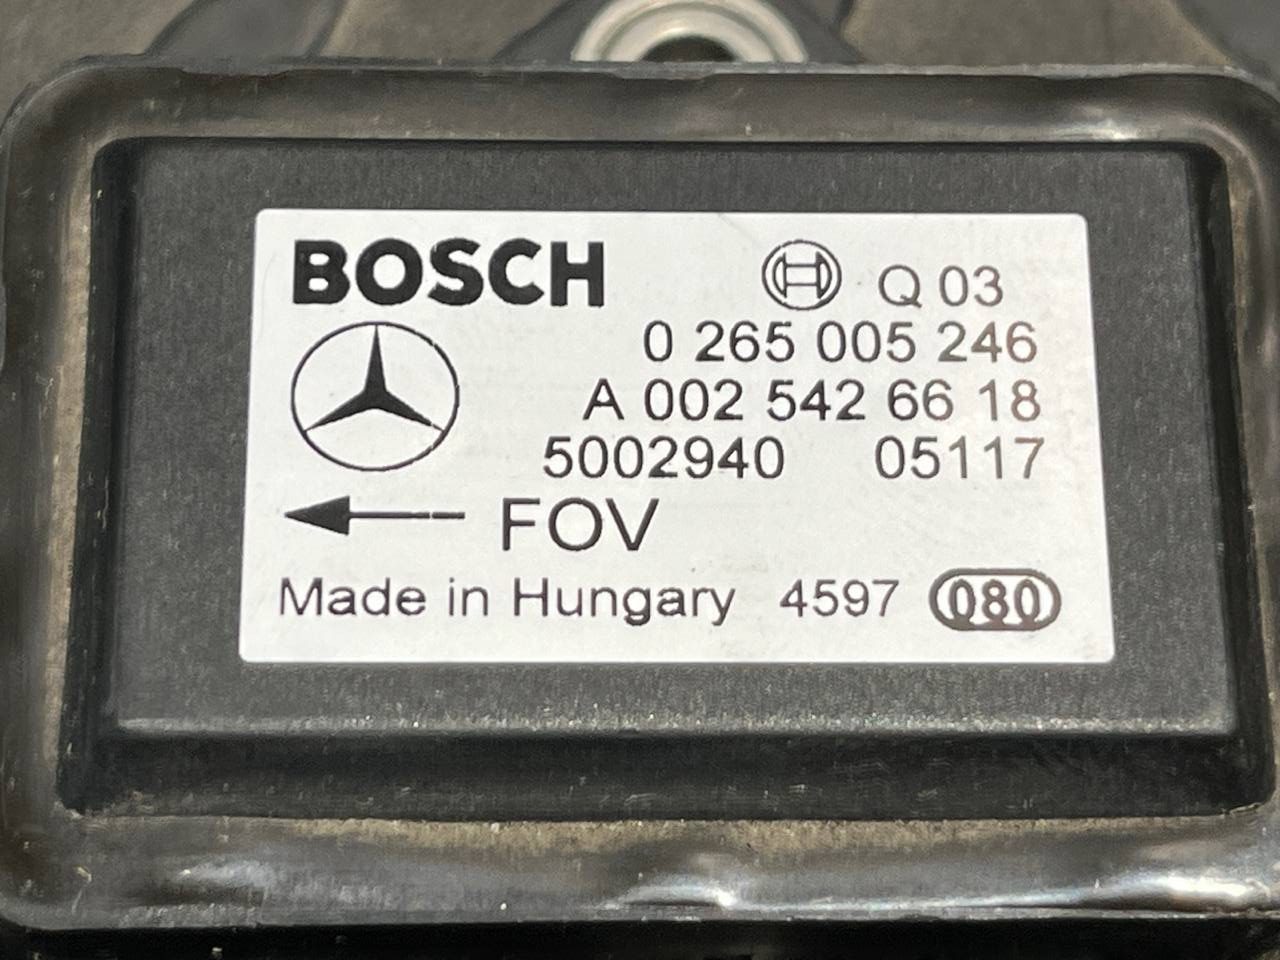 BOSCH
Q 03
0 265 005 246
A 002 542 66 18
5002940 05117
FOV
Made in Hungary 4597 080